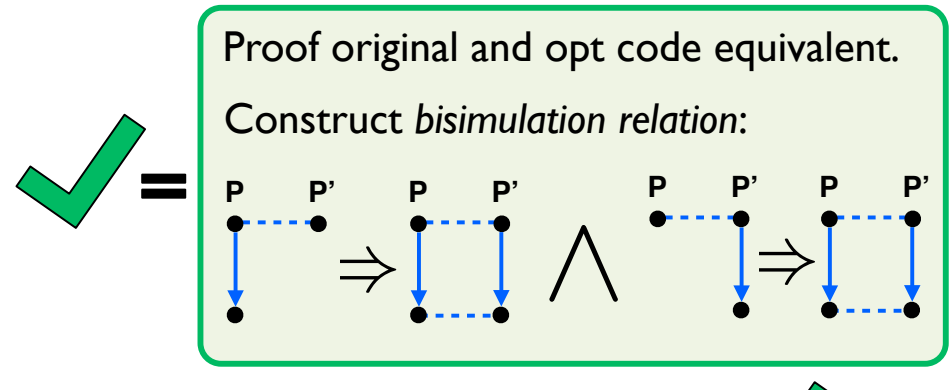 Proof original and opt code equivalent.
Construct bisimulation relation:
=
P P' P P' P P' P P'
⇒ ∧ ⇒